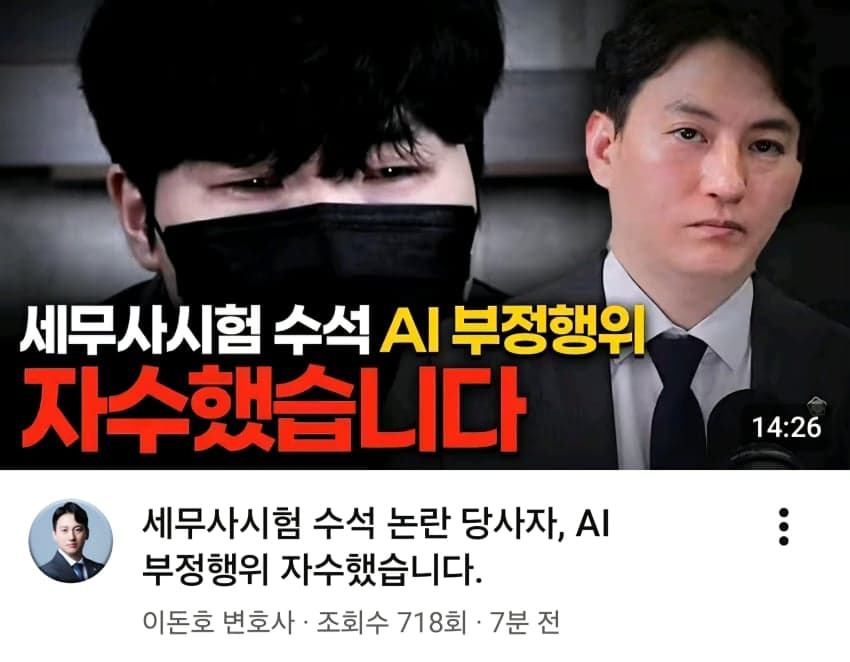 세무사시험 수석 AI 부정행위
자수했습니다
14:26
세무사시험 수석 논란 당사자, AI
부정행위 자수했습니다.
이돈호 변호사 · 조회수 718회 · 7분 전